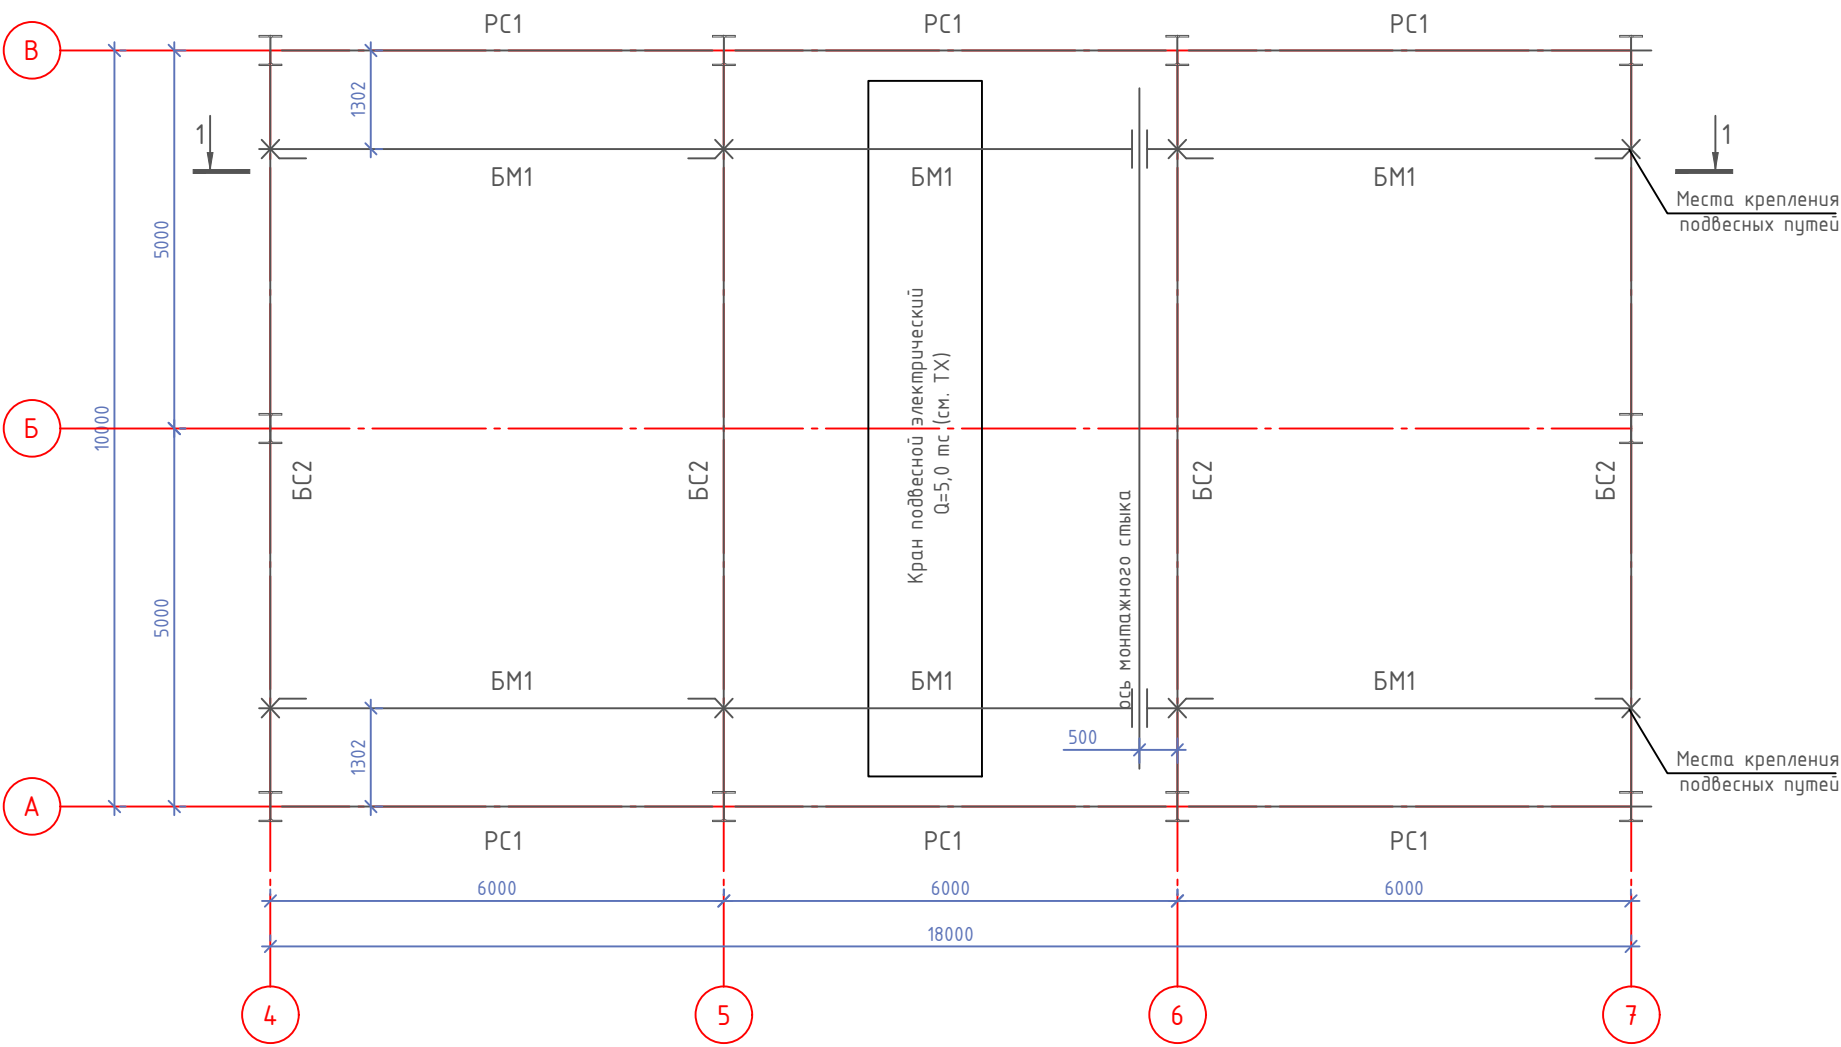 РС1 РС1 РС1
В
1302
1 1
БМ1 БМ1 БМ1
Места крепления
подвесных путей
5000
10000
Кран подвесной электрический
Q=5,0 тс (см. ТХ)
Б
БС2 БС2 БС2 БС2
ось монтажного стыка
5000
БМ1 БМ1 БМ1
1302
500
Места крепления
подвесных путей
А
РС1 РС1 РС1
6000 6000 6000
18000
4 5 6 7